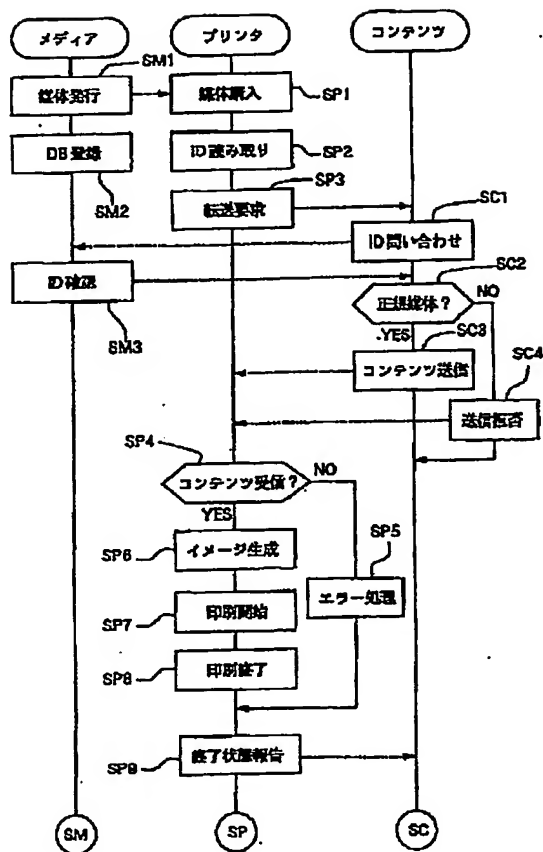 メディア
プリンタ
コンテンツ
SM1
媒体発行
媒体購入
SP1
DB登録
ID読み取り
SP2
SM2
SP3
転送要求
SC1
ID問い合わせ
ID確認
SC2
SM3
正規媒体?
NO
YES
SC3
コンテンツ送信
SC4
送信拒否
SP4
コンテンツ受信?
NO
YES
SP6
イメージ生成
SP5
エラー処理
SP7
印刷開始
SP8
印刷終了
SP9
終了状態報告
SM
SP
SC